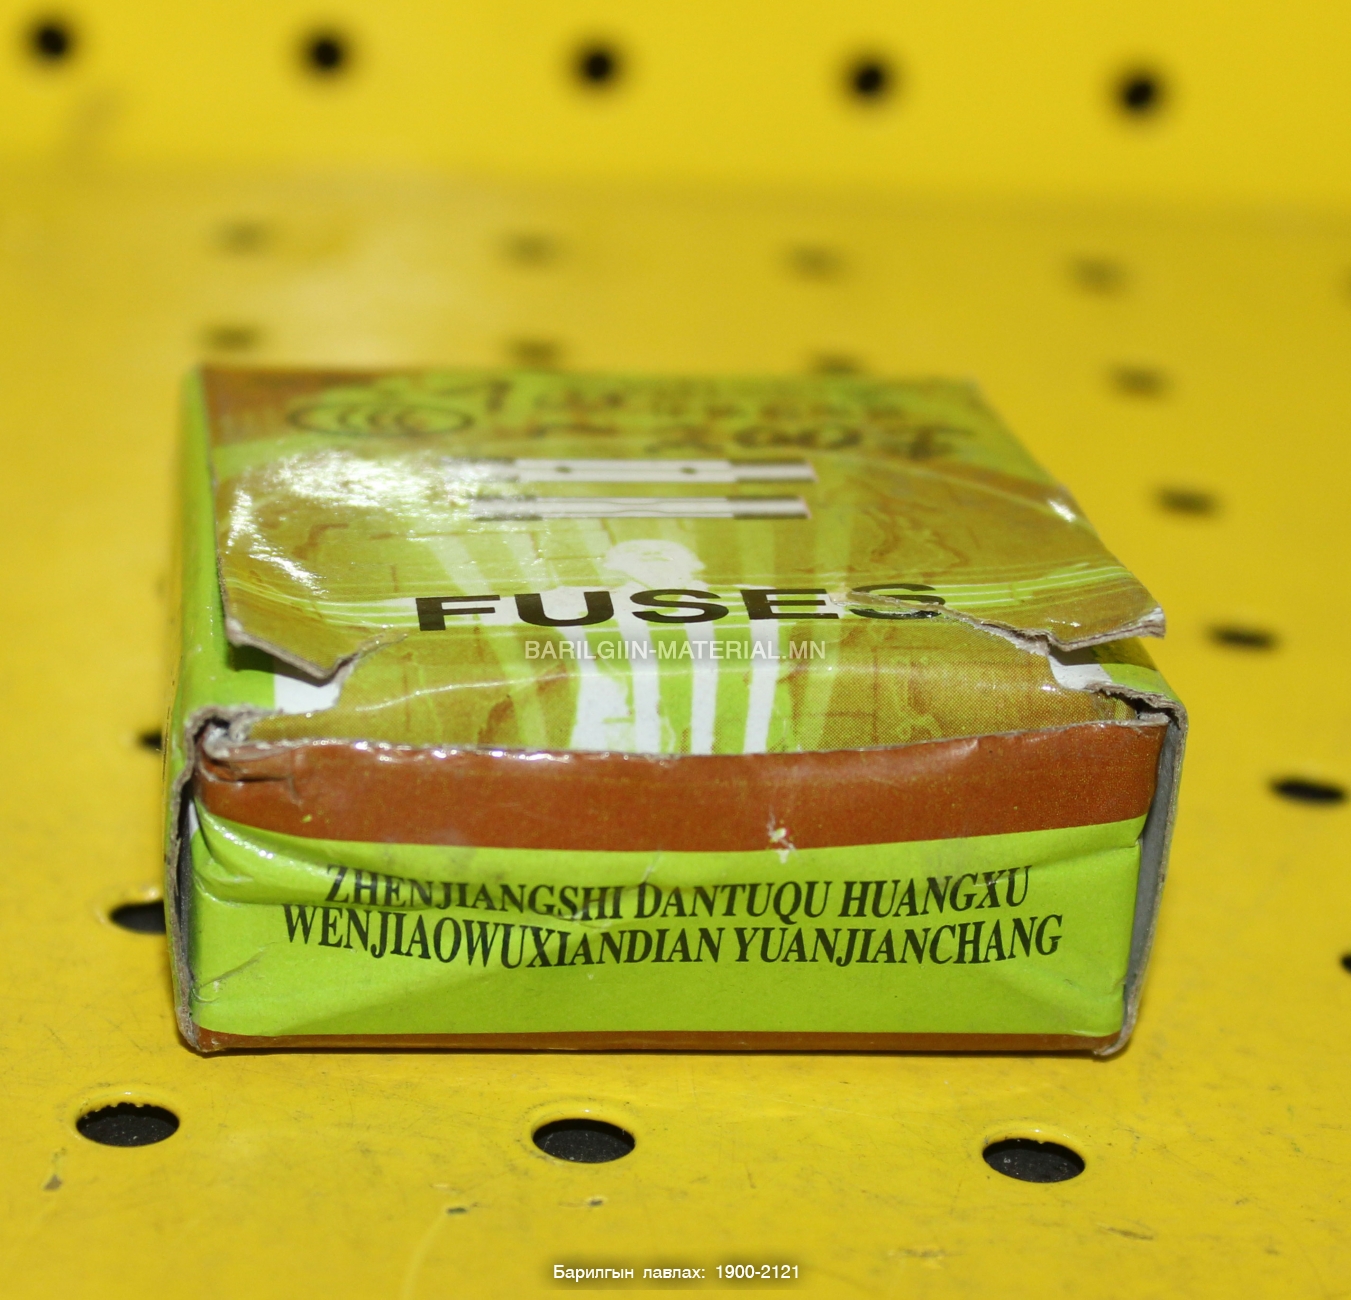 FUSES
BARILGIIN-MATERIAL.MN
ZHENJIANGSHI DANTUQU HUANGXU
WENJIAOWUXIANDIAN YUANJIANCHANG
Барилгын лавлах: 1900-2121